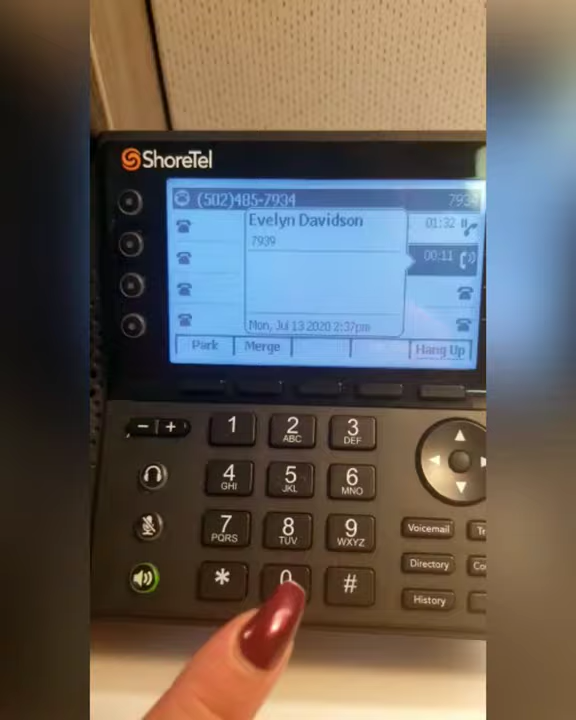 ShoreTel
(502)485-7934 793
Evelyn Davidson 01:32
7939
00:11
Mon, Jul 13 2020 2:37pm
Park Merge Hang Up
- + 1 2 3
ABC DEF
4 5 6
GHI JKL MNO
7 8 9 Voicemail
PQRS TUV WXYZ
* 0 # Directory
History